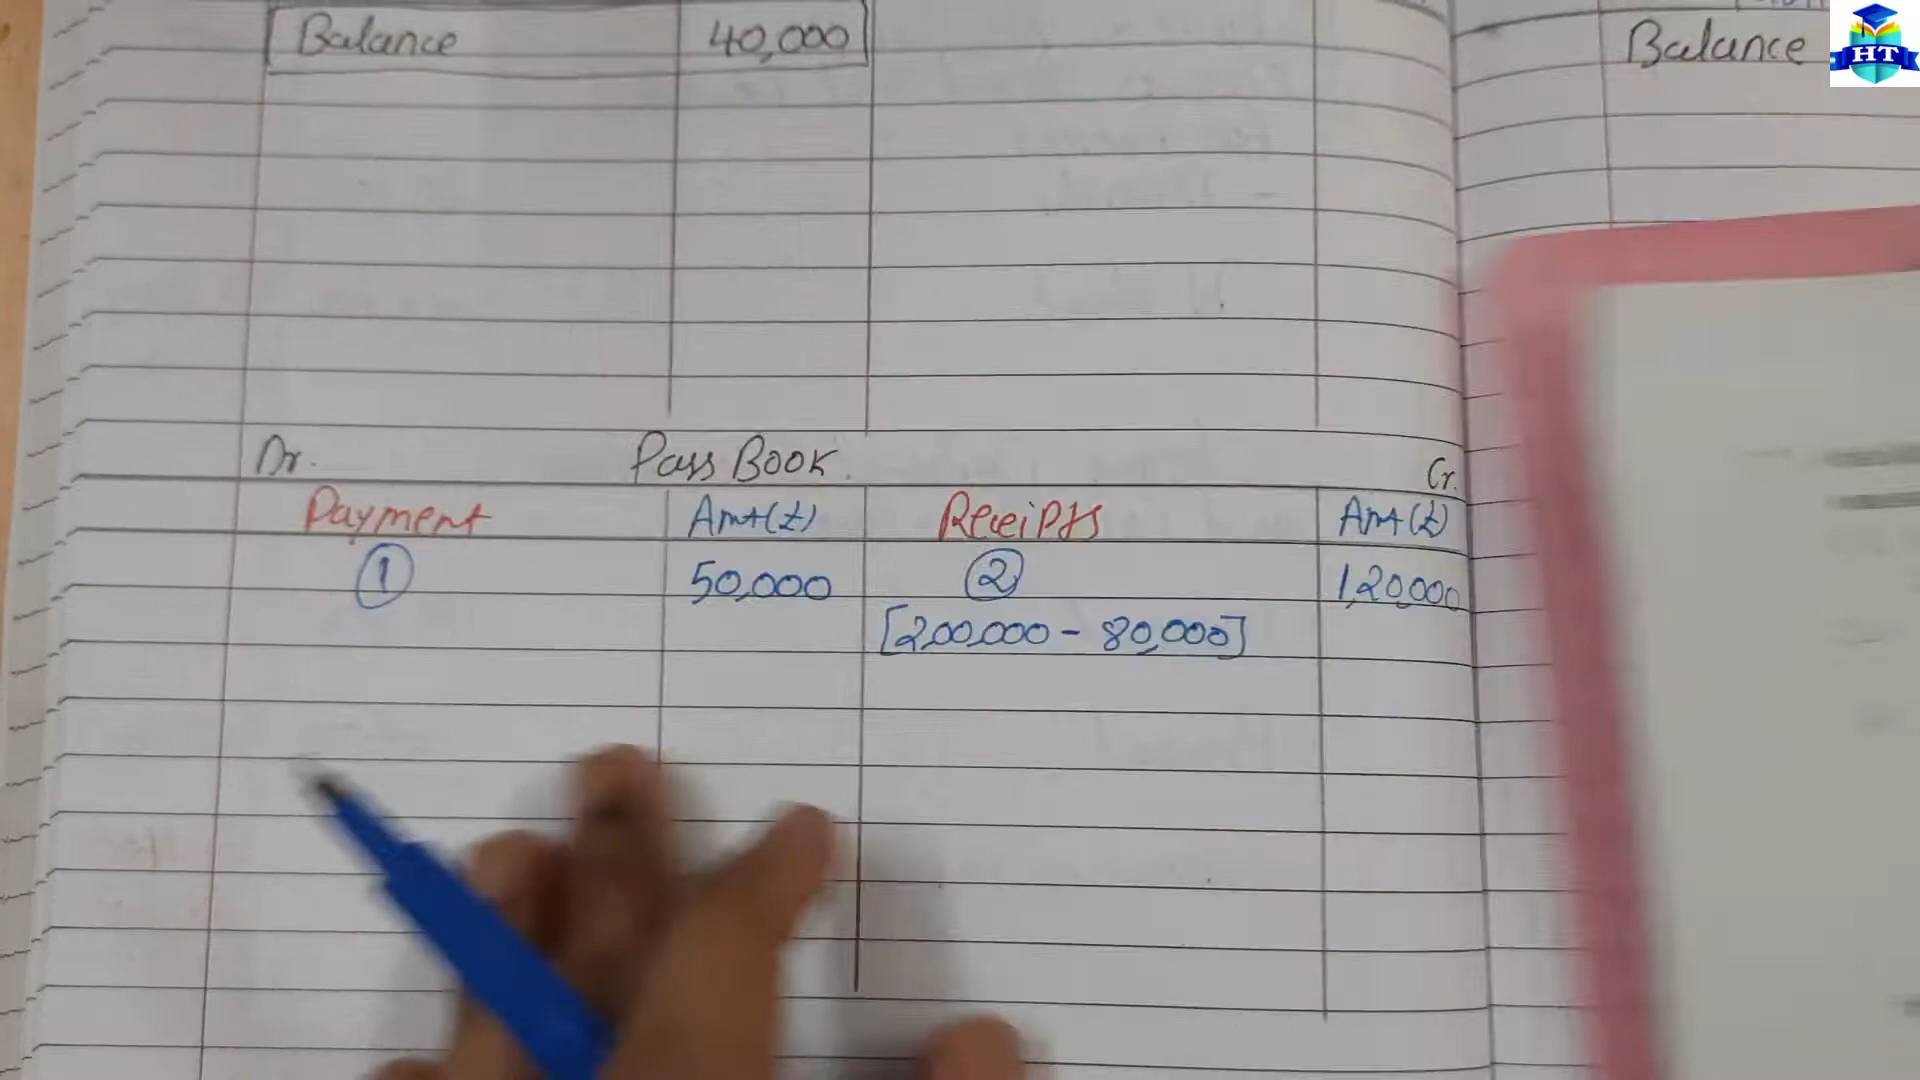 Balance 40,000
Balance
HT
Dr. Pass Book. Cr.
Payment Amt(₹) Receipts Amt(₹)
① 50,000 ② 1,20,000
[2,00,000 - 80,000]